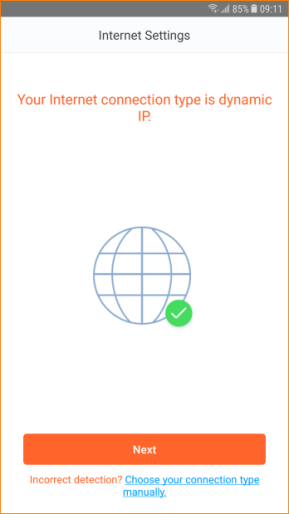 85% 09:11
Internet Settings
Your Internet connection type is dynamic
IP.
Next
Incorrect detection? Choose your connection type
manually.